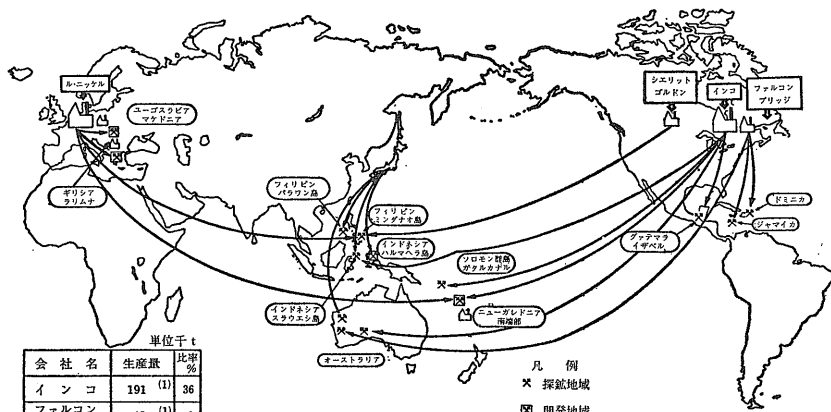 ル・ニッケル
ユーゴスラビア
マケドニア
ギリシア
ラリムナ
フィリピン
パラワン島
フィリピン
ミンダナオ島
インドネシア
ハルマヘラ島
インドネシア
スラウエシ島
ソロモン群島
ガタルカナル
ニューカレドニア
南端部
オーストラリア
シエリット
ゴルドン
インコ
ファルコン
ブリッジ
ドミニカ
ジャマイカ
グァテマラ
イザベル
単位千t
会社名 生産量 比率%
インコ 191 (1) 36
ファルコン
凡例
探鉱地域
開発地域